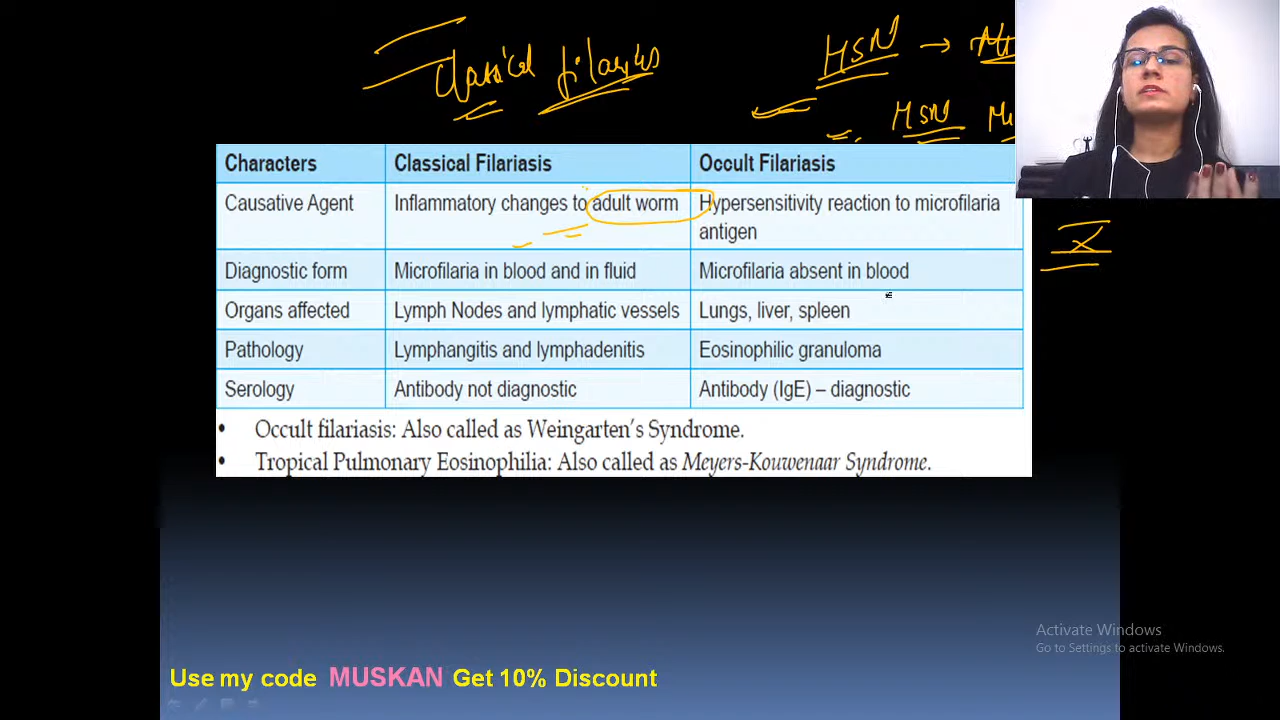 Classical filariasis
HSN →
HSN
Characters Classical Filariasis Occult Filariasis
Causative Agent Inflammatory changes to adult worm Hypersensitivity reaction to microfilaria
antigen
Diagnostic form Microfilaria in blood and in fluid Microfilaria absent in blood
Organs affected Lymph Nodes and lymphatic vessels Lungs, liver, spleen
Pathology Lymphangitis and lymphadenitis Eosinophilic granuloma
Serology Antibody not diagnostic Antibody (IgE) – diagnostic
• Occult filariasis: Also called as Weingarten's Syndrome.
• Tropical Pulmonary Eosinophilia: Also called as Meyers-Kouwenaar Syndrome.
Activate Windows
Go to Settings to activate Windows.
Use my code MUSKAN Get 10% Discount